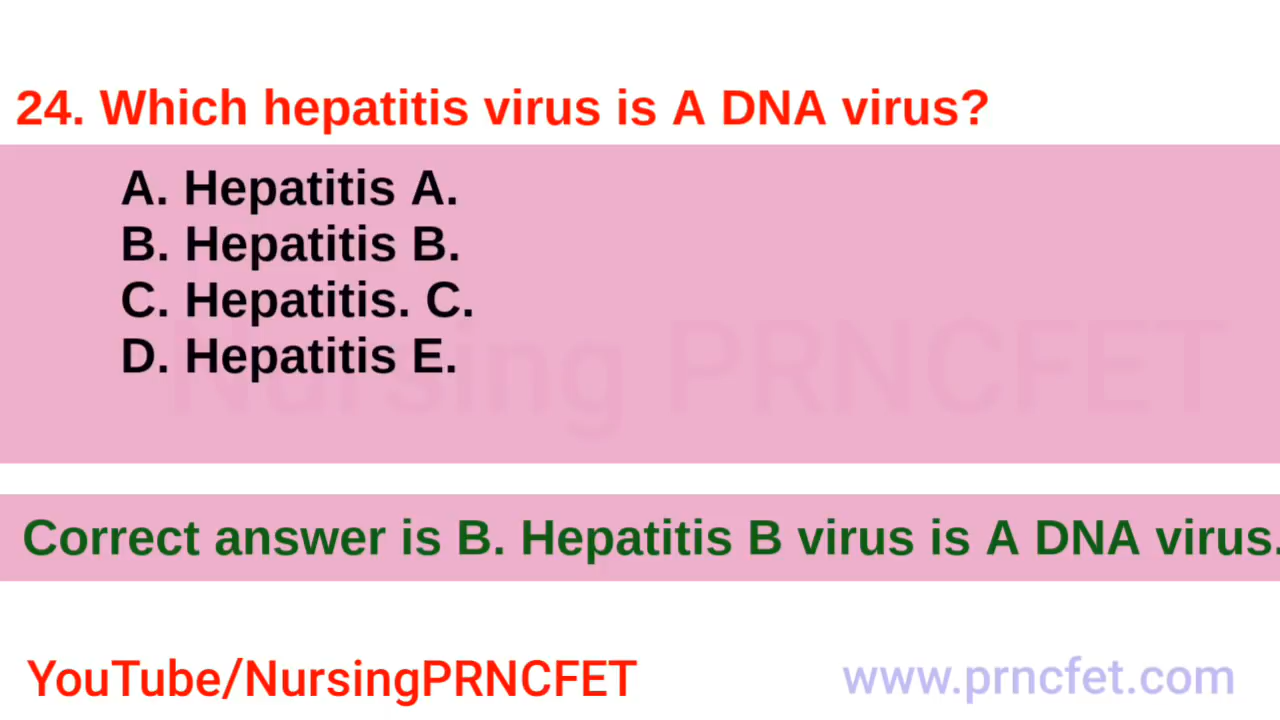 24. Which hepatitis virus is A DNA virus?
A. Hepatitis A.
B. Hepatitis B.
C. Hepatitis. C.
D. Hepatitis E.
Nursing PRNCFET
Correct answer is B. Hepatitis B virus is A DNA virus.
YouTube/NursingPRNCFET
www.prncfet.com